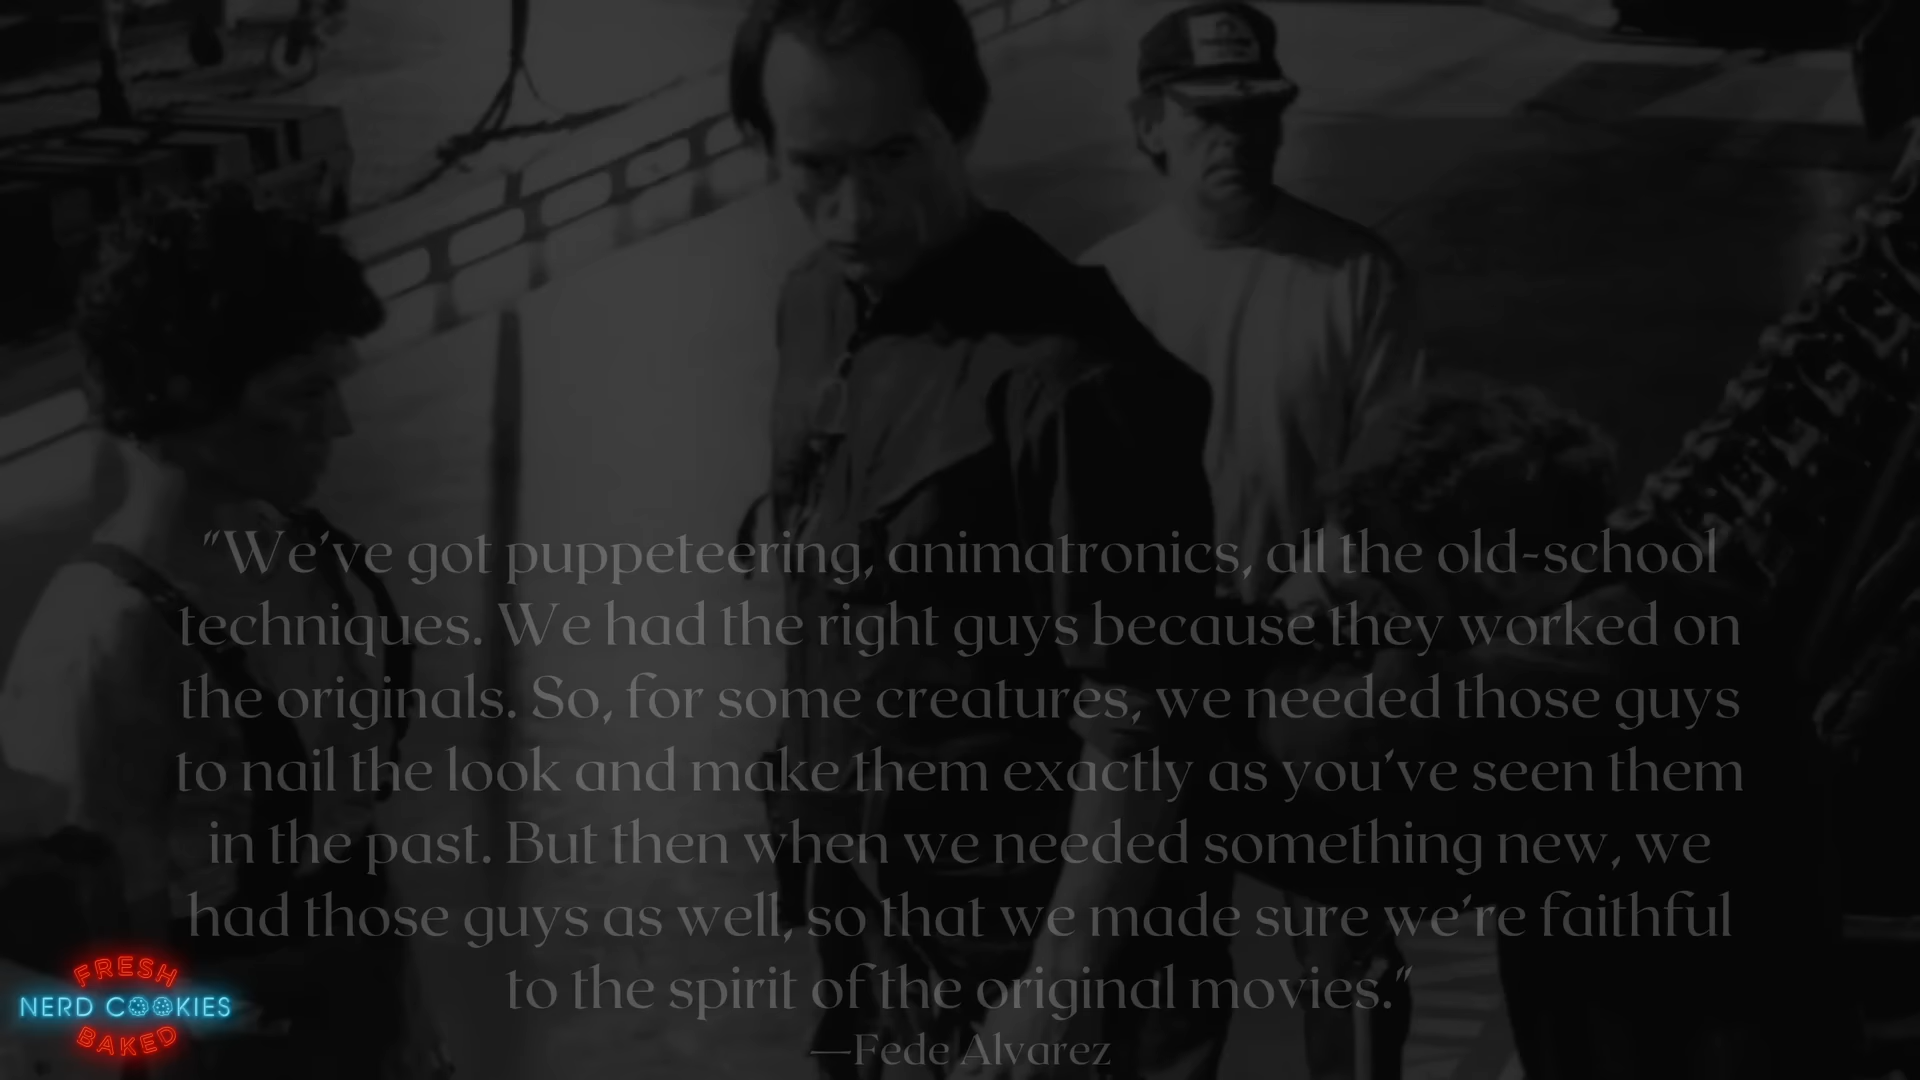 "We've got puppeteering, animatronics, all the old-school
techniques. We had the right guys because they worked on
the originals. So, for some creatures, we needed those guys
to nail the look and make them exactly as you've seen them
in the past. But then when we needed something new, we
had those guys as well, so that we made sure we're faithful
to the spirit of the original movies."
—Fede Alvarez
FRESH
NERD COOKIES
BAKED